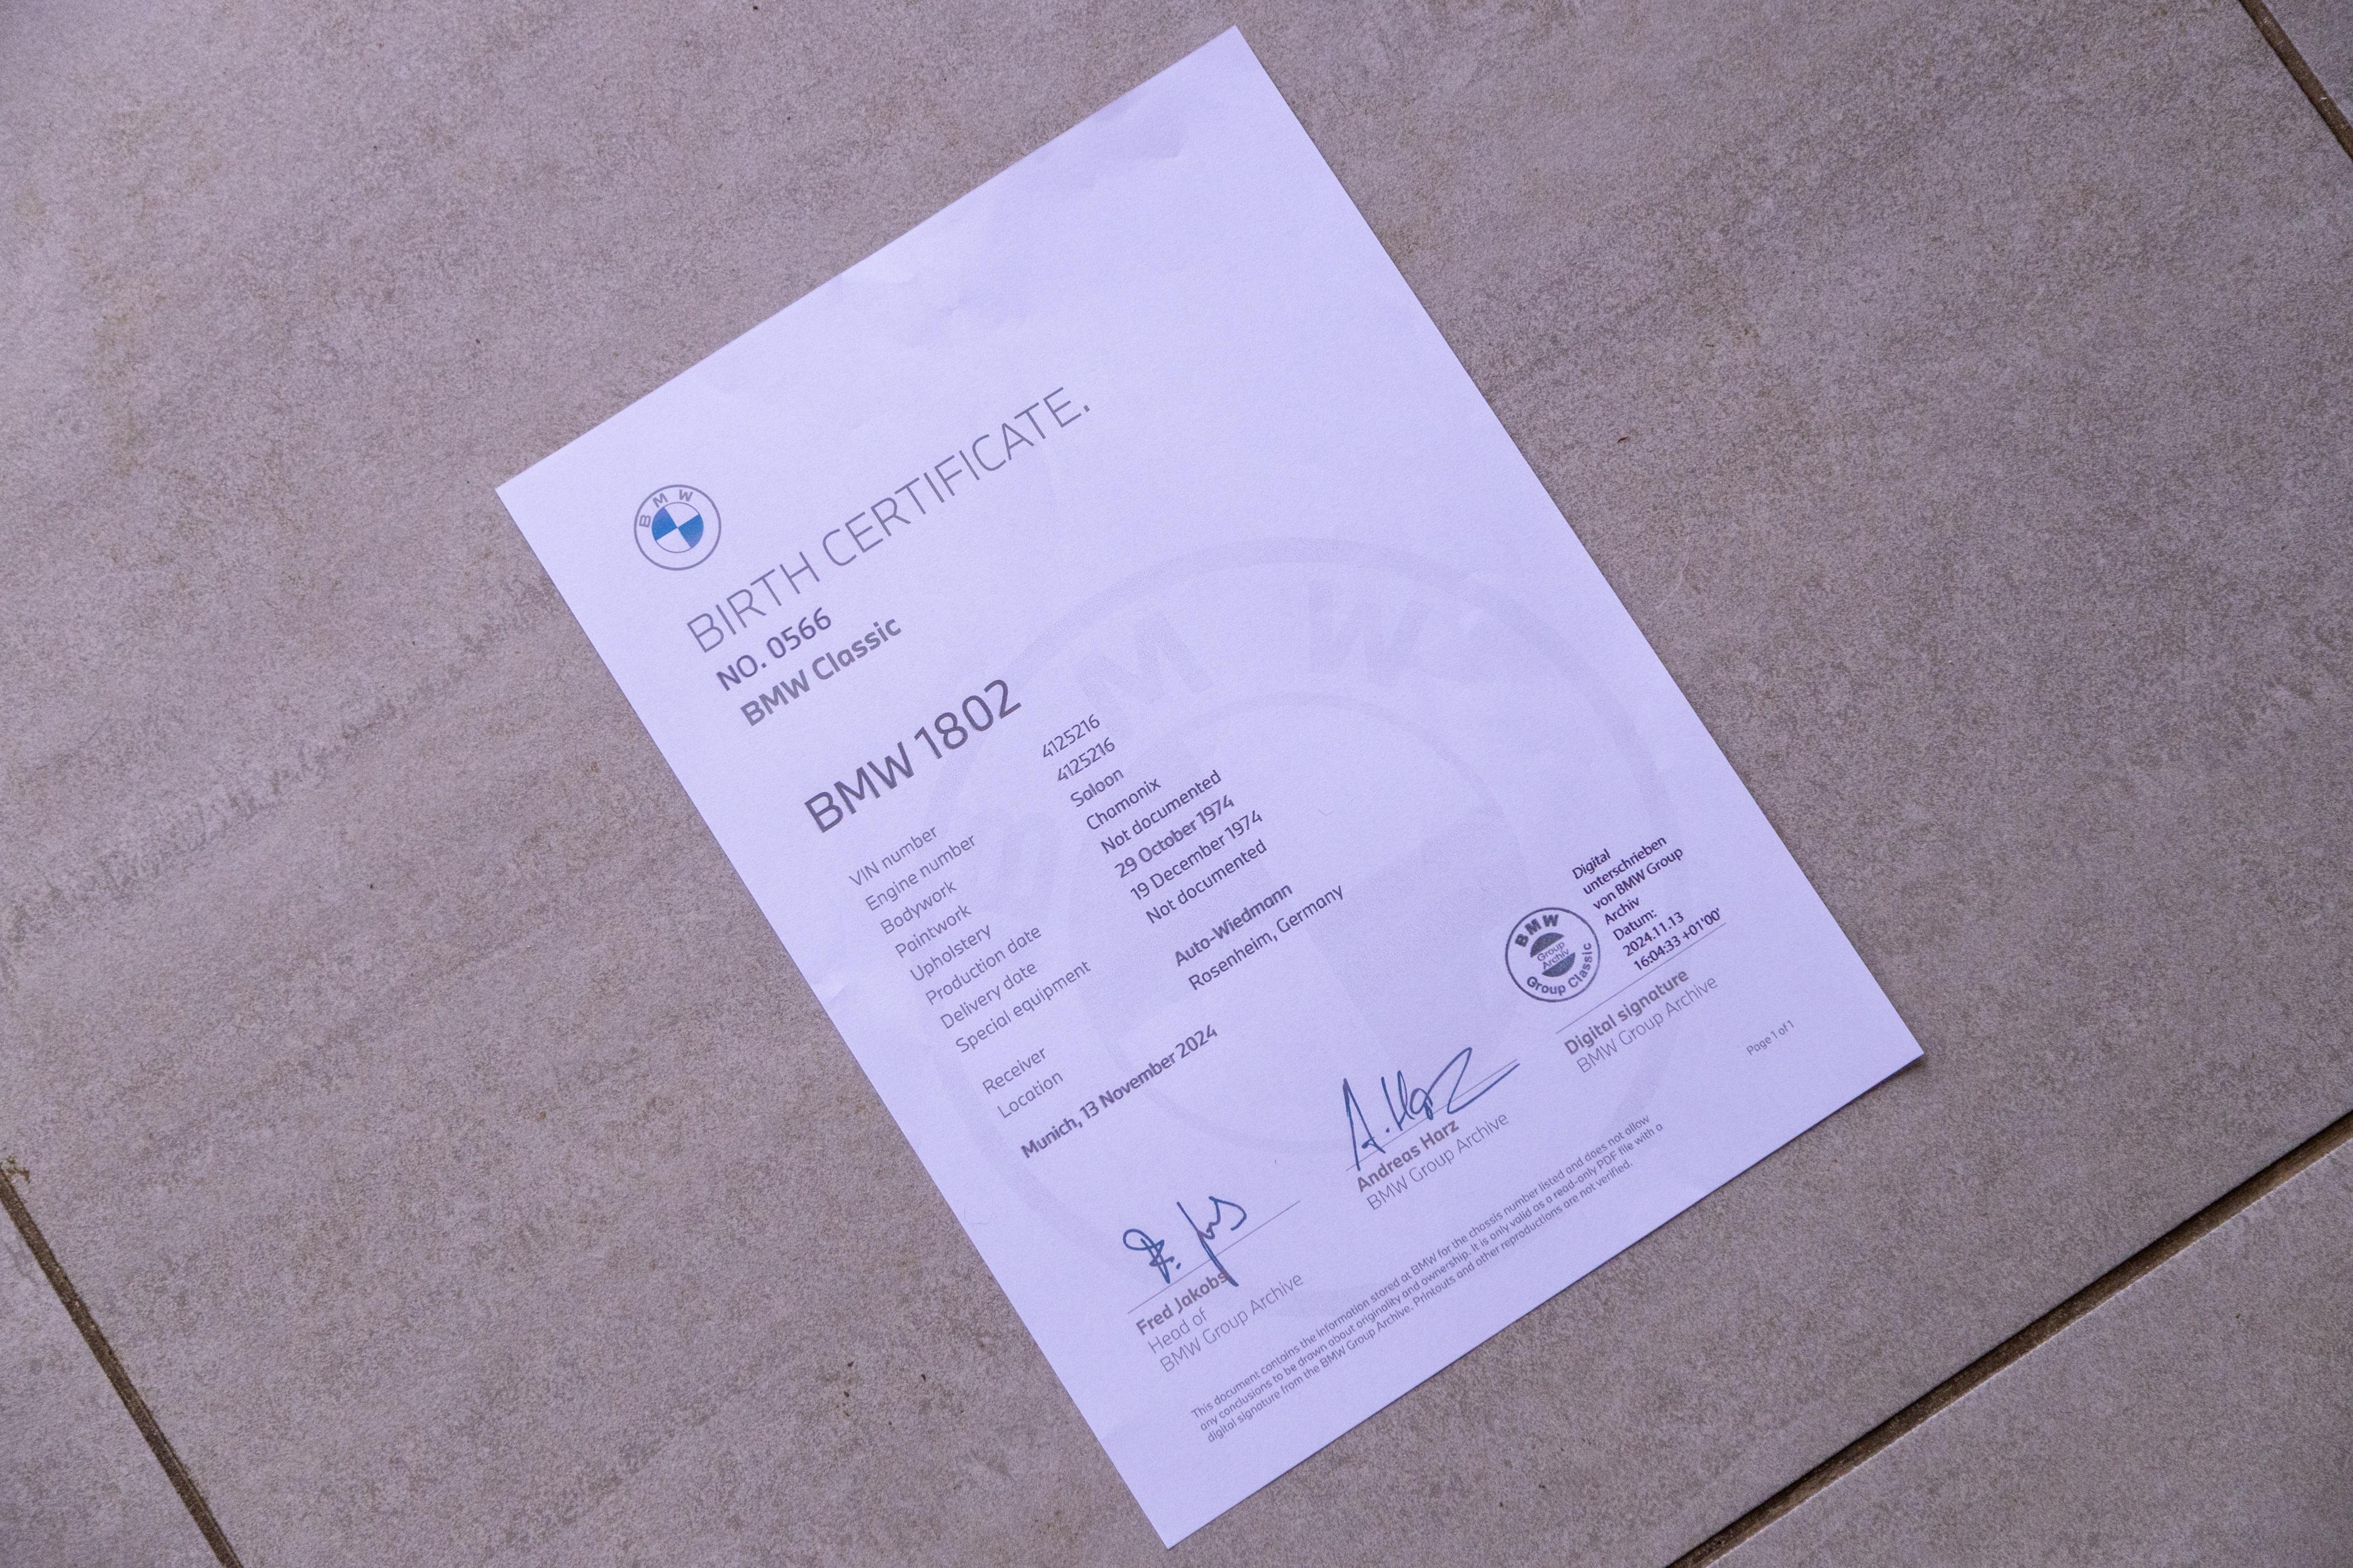 BMW
BIRTH CERTIFICATE.
NO. 0566
BMW Classic
BMW 1802
VIN number 4125216
Engine number 4125216
Bodywork Saloon
Paintwork Chamonix
Upholstery Not documented
Production date 29 October 1974
Delivery date 19 December 1974
Special equipment Not documented
Receiver Auto-Wiedmann
Location Rosenheim, Germany
Munich, 13 November 2024
Fred Jakobs
Head of
BMW Group Archive
A. Harz
Andreas Harz
BMW Group Archive
BMW
Group
Archiv
Group Classic
Digital
unterschrieben
von BMW Group
Archiv
Datum:
2024.11.13
16:04:33 +01'00'
Digital signature
BMW Group Archive
This document contains the information stored at BMW for the chassis number listed and does not allow
any conclusions to be drawn about originality and ownership. It is only valid as a read-only PDF file with a
digital signature from the BMW Group Archive. Printouts and other reproductions are not verified.
Page 1 of 1